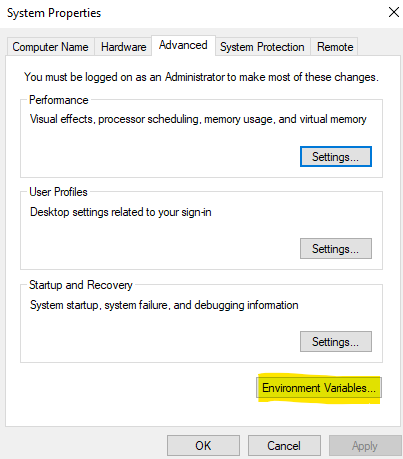 System Properties
Computer Name Hardware Advanced System Protection Remote
You must be logged on as an Administrator to make most of these changes.
Performance
Visual effects, processor scheduling, memory usage, and virtual memory
Settings...
User Profiles
Desktop settings related to your sign-in
Settings...
Startup and Recovery
System startup, system failure, and debugging information
Settings...
Environment Variables...
OK Cancel Apply